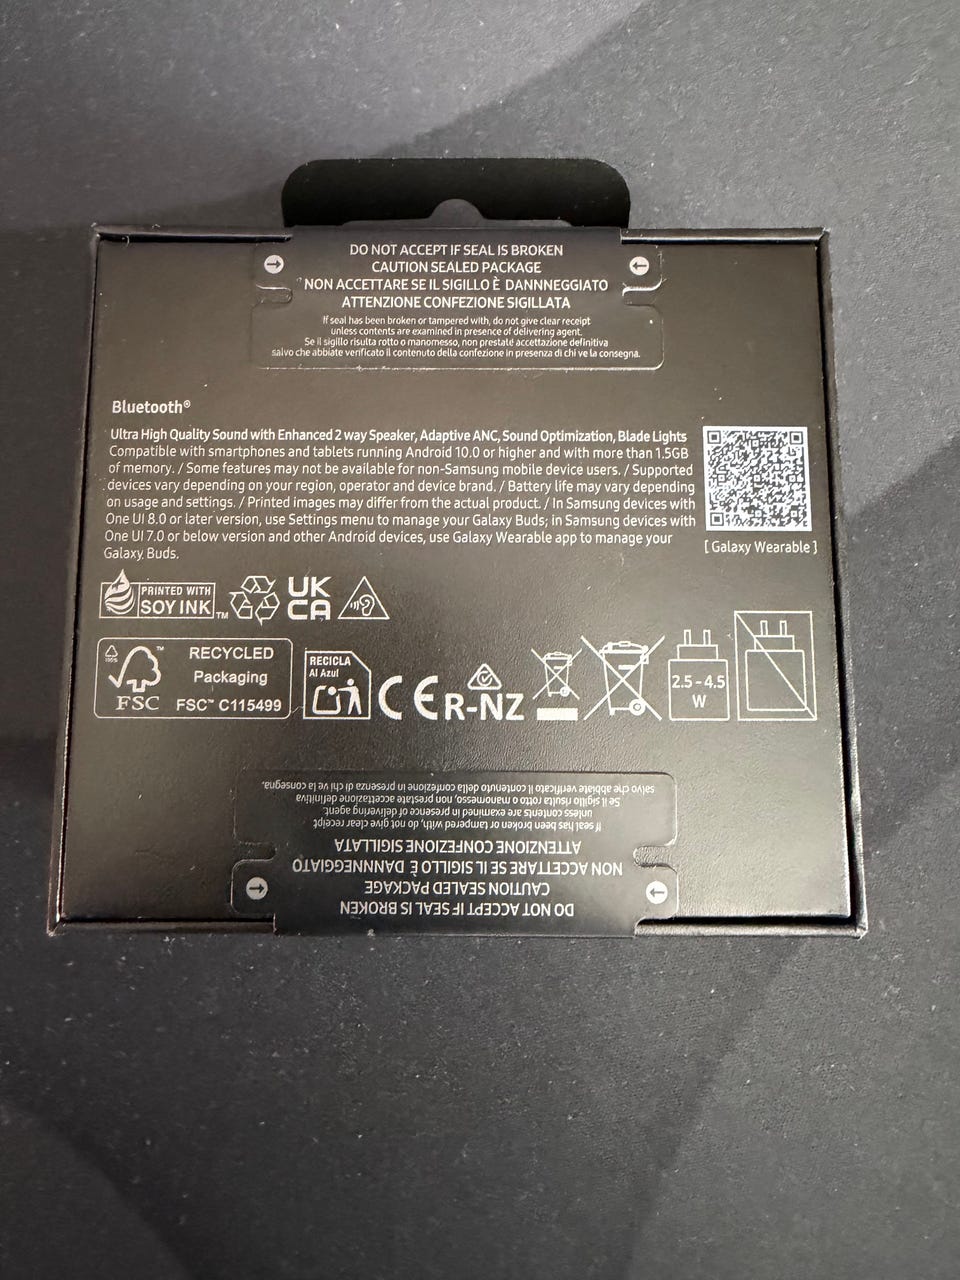 DO NOT ACCEPT IF SEAL IS BROKEN
CAUTION SEALED PACKAGE
NON ACCETTARE SE IL SIGILLO È DANNNEGGIATO
ATTENZIONE CONFEZIONE SIGILLATA
If seal has been broken or tampered with, do not give clear receipt
unless contents are examined in presence of delivering agent.
Se il sigillo risulta rotto o manomesso, non prestate accettazione definitiva
salvo che abbiate verificato il contenuto della confezione in presenza di chi ve la consegna.
Bluetooth®
Ultra High Quality Sound with Enhanced 2 way Speaker, Adaptive ANC, Sound Optimization, Blade Lights
Compatible with smartphones and tablets running Android 10.0 or higher and with more than 1.5GB
of memory. / Some features may not be available for non-Samsung mobile device users. / Supported
devices vary depending on your region, operator and device brand. / Battery life may vary depending
on usage and settings. / Printed images may differ from the actual product. / In Samsung devices with
One UI 8.0 or later version, use Settings menu to manage your Galaxy Buds; in Samsung devices with
One UI 7.0 or below version and other Android devices, use Galaxy Wearable app to manage your
Galaxy Buds.
[ Galaxy Wearable ]
PRINTED WITH
SOY INK™
UK
CA
100%
™
FSC
RECYCLED
Packaging
FSC™ C115499
RECICLA
Al Azul
CE
R-NZ
2.5 - 4.5
W
DO NOT ACCEPT IF SEAL IS BROKEN
CAUTION SEALED PACKAGE
NON ACCETTARE SE IL SIGILLO È DANNNEGGIATO
ATTENZIONE CONFEZIONE SIGILLATA
If seal has been broken or tampered with, do not give clear receipt
unless contents are examined in presence of delivering agent.
Se il sigillo risulta rotto o manomesso, non prestate accettazione definitiva
salvo che abbiate verificato il contenuto della confezione in presenza di chi ve la consegna.